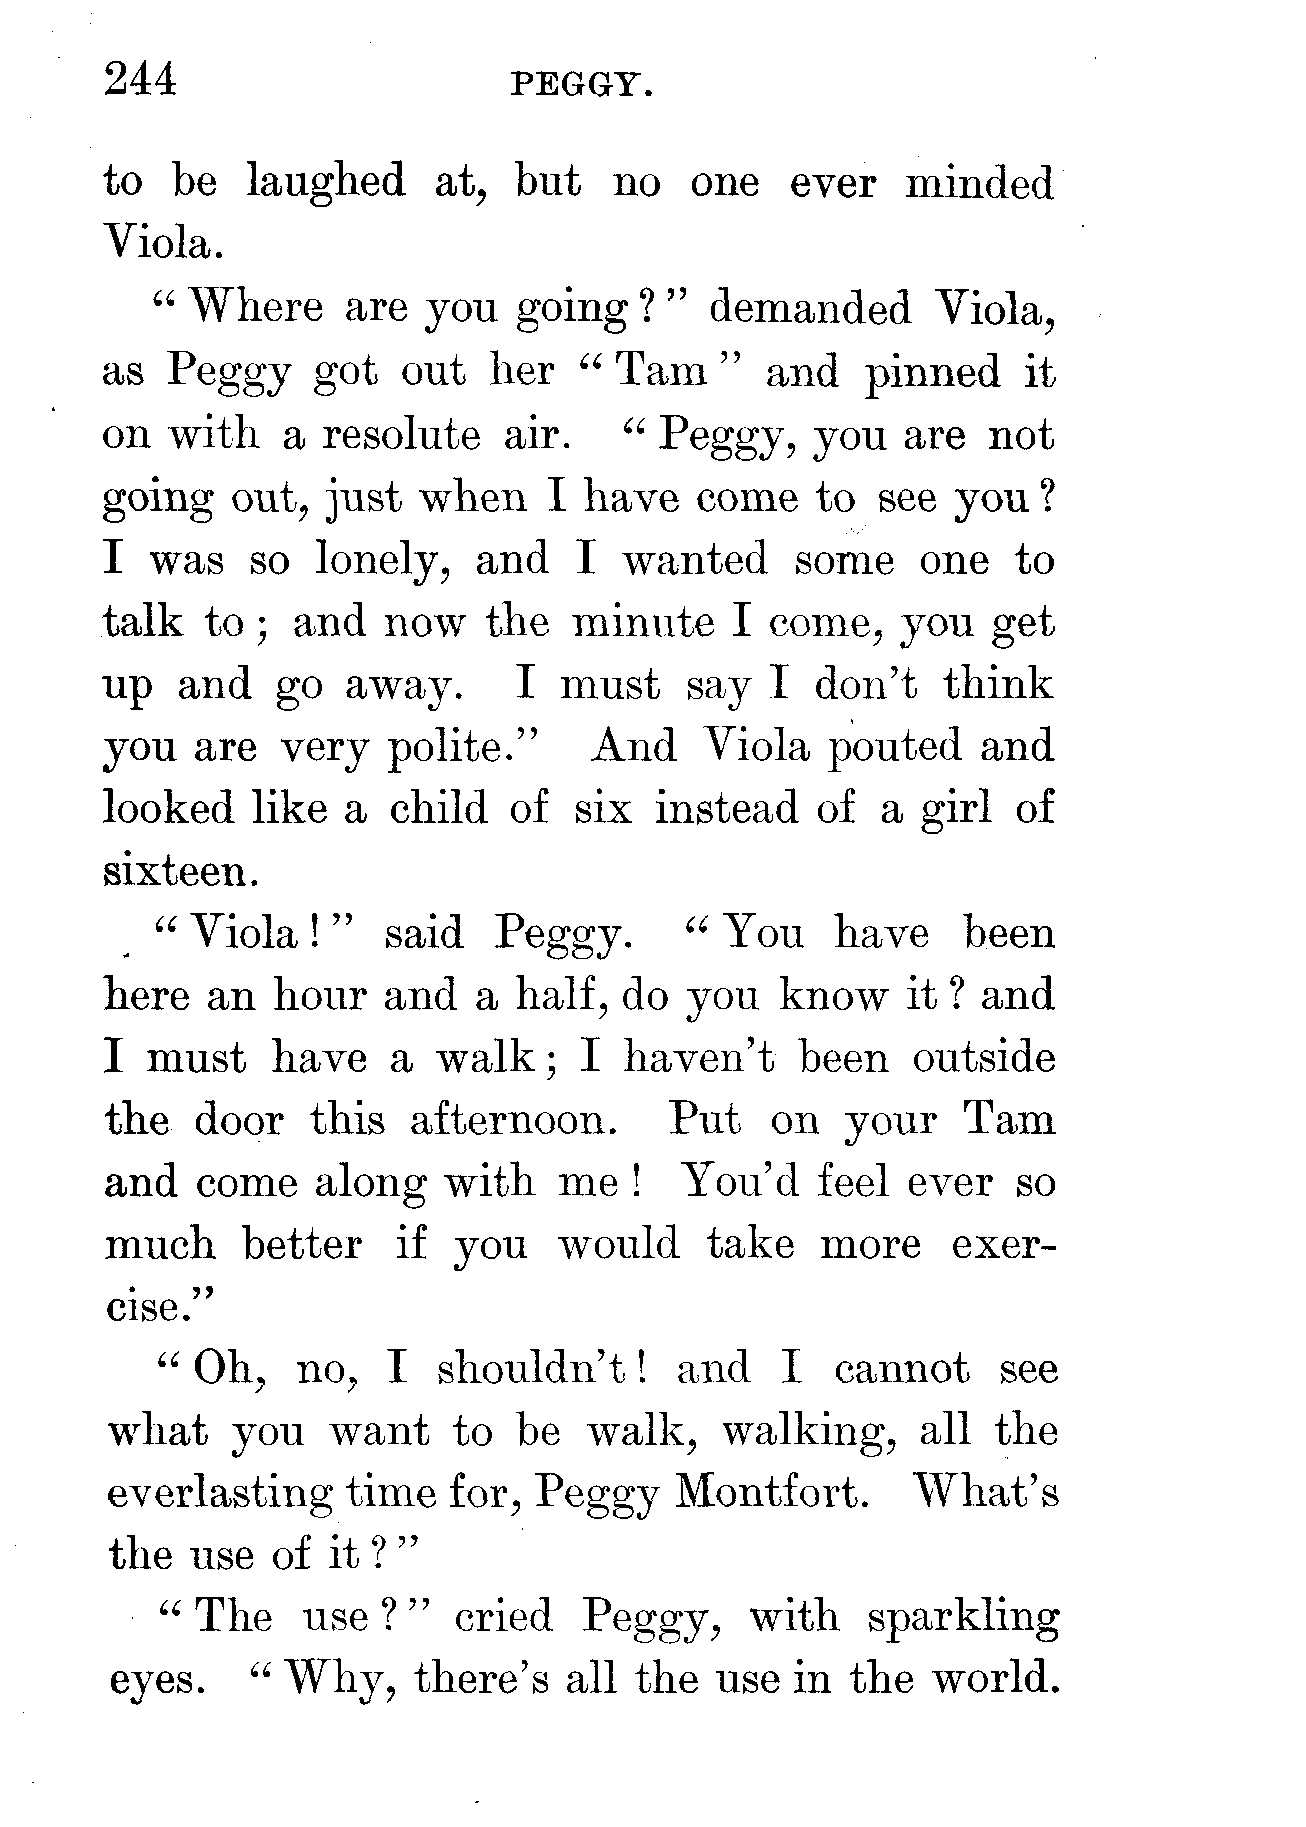 244 PEGGY.
to be laughed at, but no one ever minded
Viola.
“ Where are you going ? ” demanded Viola,
as Peggy got out her “ Tam ” and pinned it
on with a resolute air. “ Peggy, you are not
going out, just when I have come to see you ?
I was so lonely, and I wanted some one to
talk to ; and now the minute I come, you get
up and go away. I must say I don’t think
you are very polite.” And Viola pouted and
looked like a child of six instead of a girl of
sixteen.
“ Viola ! ” said Peggy. “ You have been
here an hour and a half, do you know it ? and
I must have a walk ; I haven’t been outside
the door this afternoon. Put on your Tam
and come along with me ! You’d feel ever so
much better if you would take more exer-
cise.”
“ Oh, no, I shouldn’t ! and I cannot see
what you want to be walk, walking, all the
everlasting time for, Peggy Montfort. What’s
the use of it ? ”
“ The use ? ” cried Peggy, with sparkling
eyes. “ Why, there’s all the use in the world.